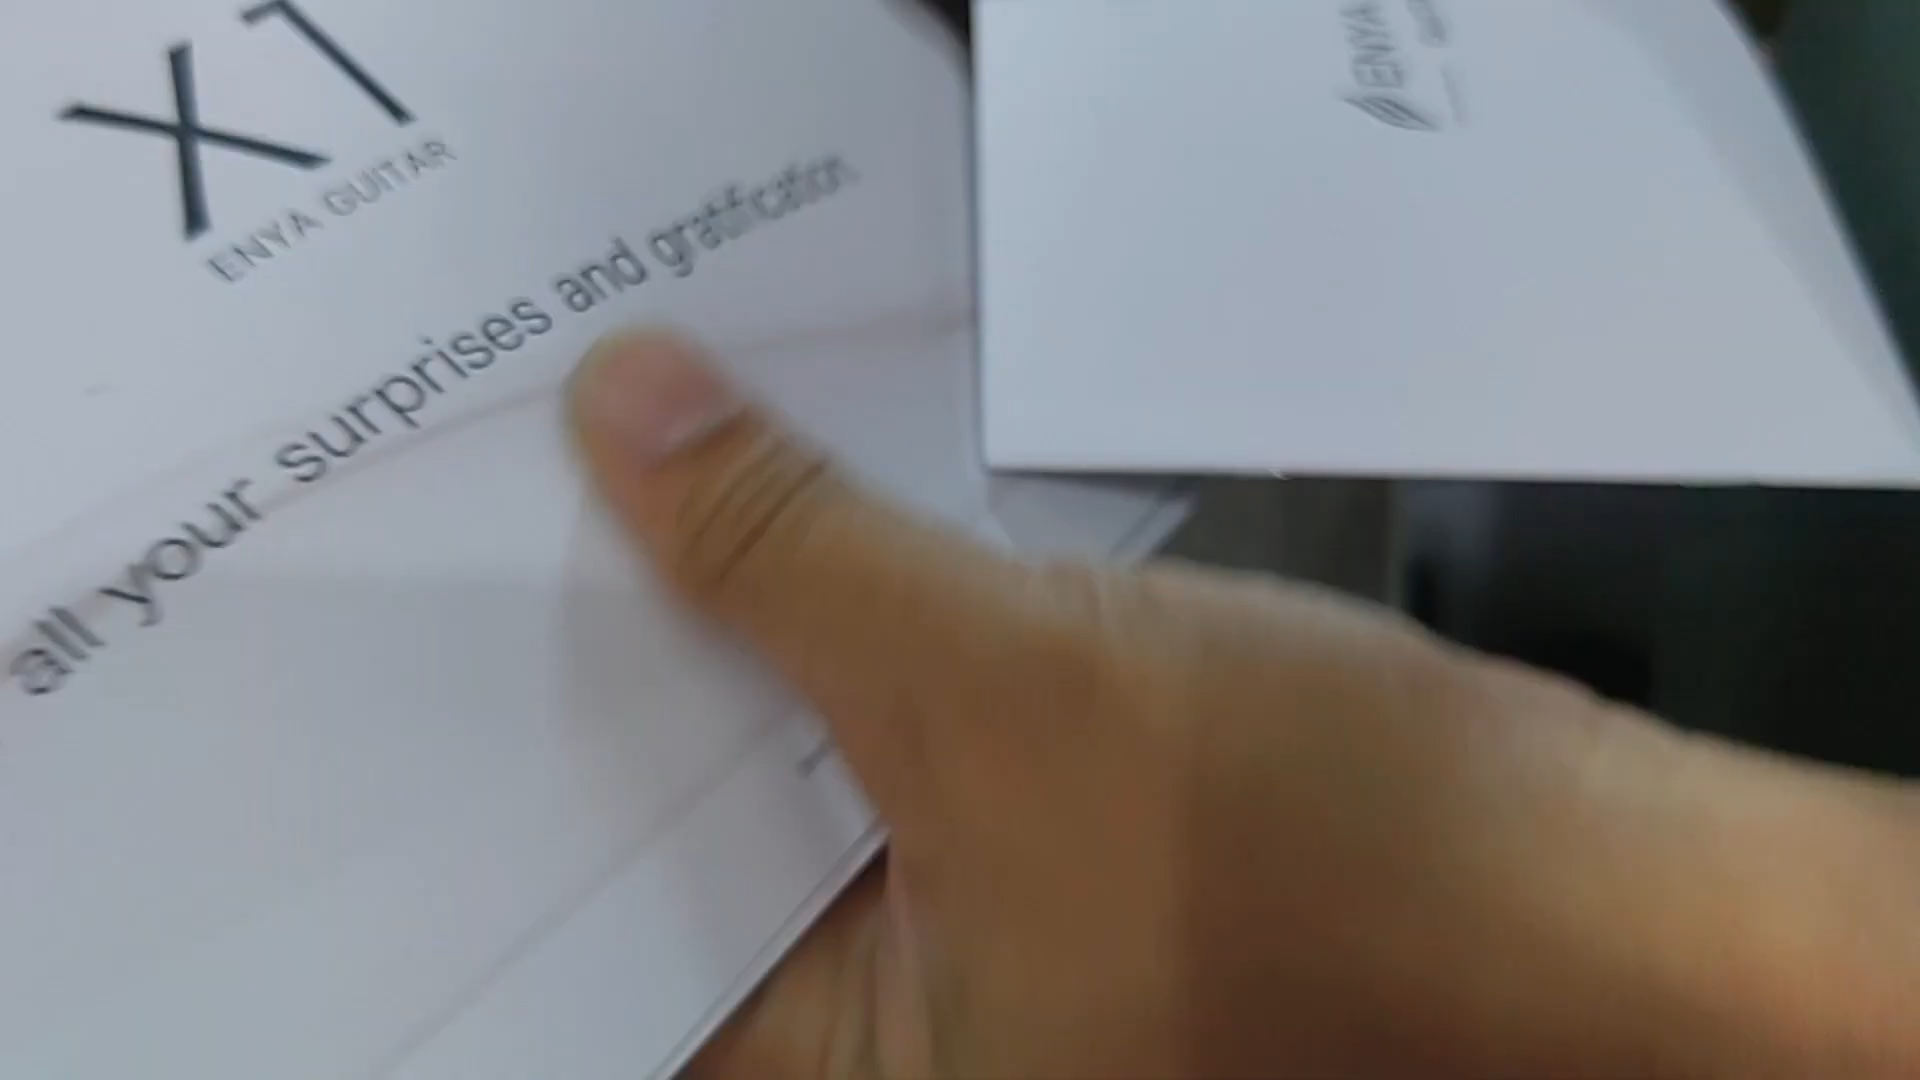 X1
ENYA GUITAR
all your surprises and gratification.
ENYA